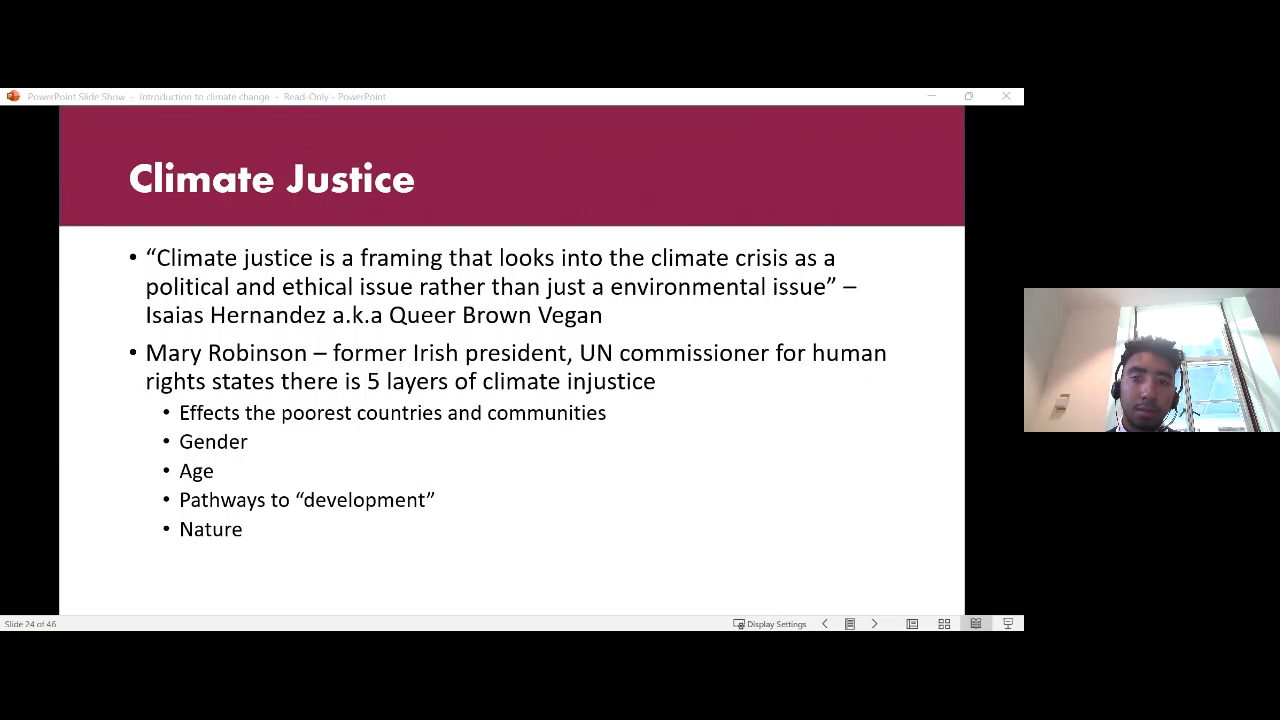 PowerPoint Slide Show - Introduction to climate change - Read-Only - PowerPoint
Climate Justice
• “Climate justice is a framing that looks into the climate crisis as a
political and ethical issue rather than just a environmental issue” –
Isaias Hernandez a.k.a Queer Brown Vegan
• Mary Robinson – former Irish president, UN commissioner for human
rights states there is 5 layers of climate injustice
• Effects the poorest countries and communities
• Gender
• Age
• Pathways to “development”
• Nature
Slide 24 of 46
Display Settings